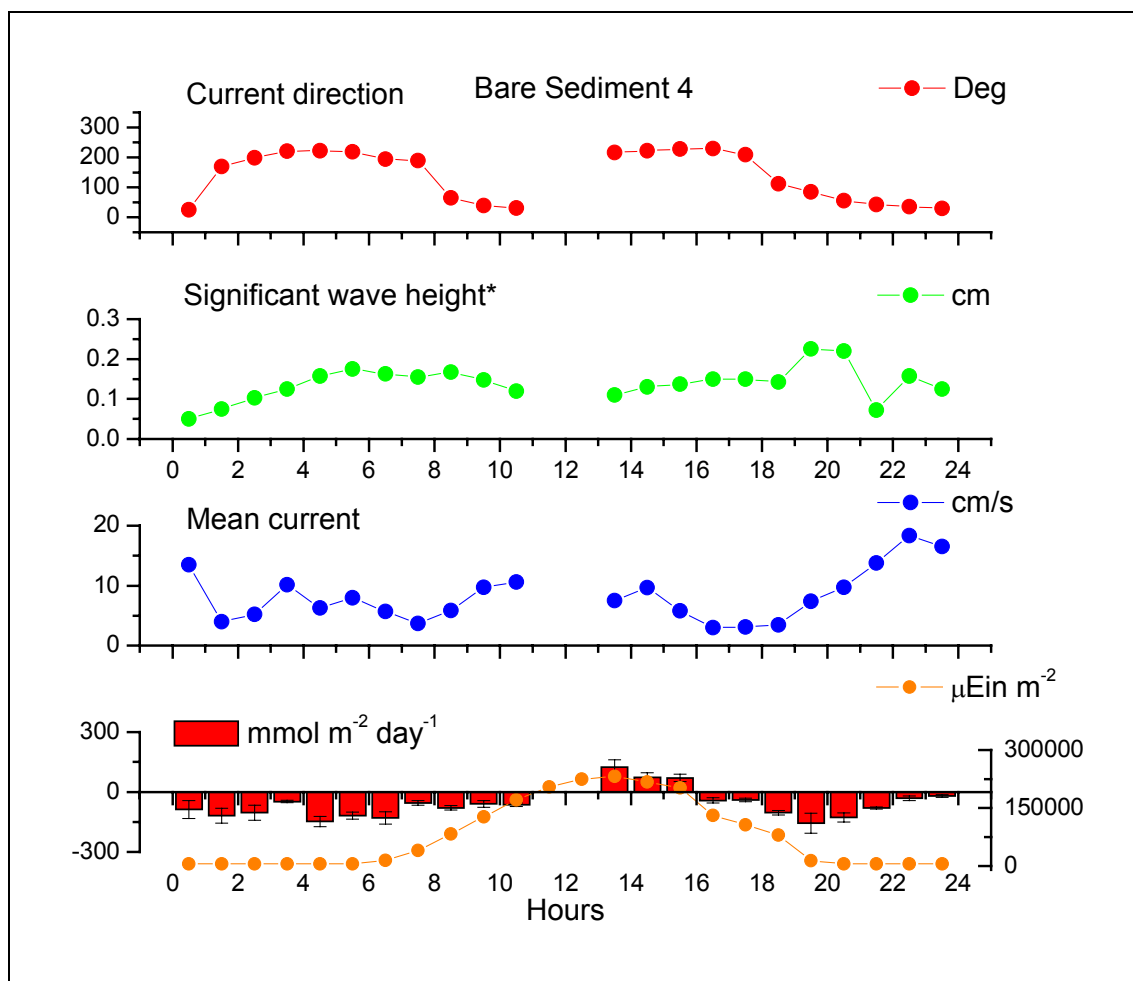 Current direction Bare Sediment 4 Deg
300
200
100
0
Significant wave height* cm
0.3
0.2
0.1
0.0
0 2 4 6 8 10 12 14 16 18 20 22 24
Mean current cm/s
20
10
0
μEin m⁻²
mmol m⁻² day⁻¹
300 300000
0 150000
-300 0
0 2 4 6 8 10 12 14 16 18 20 22 24
Hours